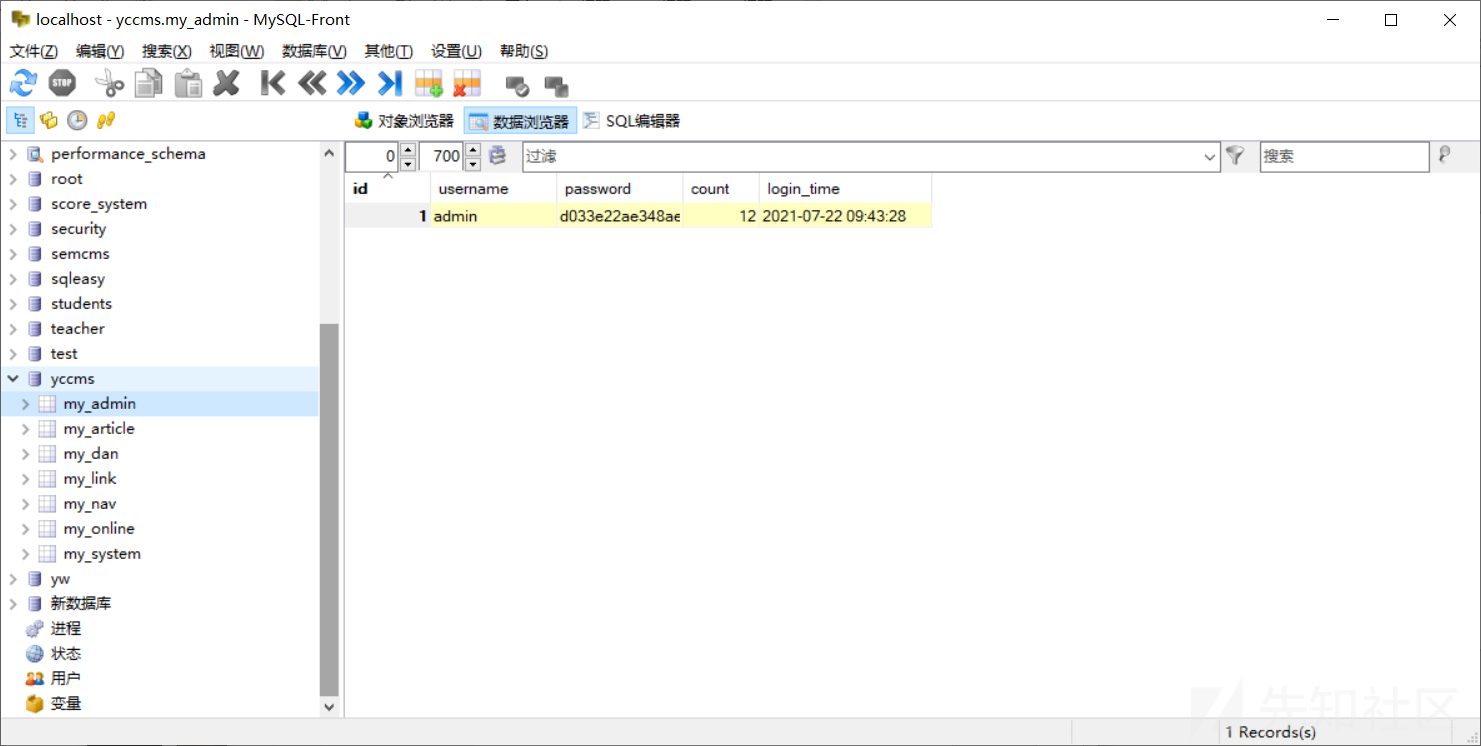 localhost - yccms.my_admin - MySQL-Front
文件(Z) 编辑(Y) 搜索(X) 视图(W) 数据库(V) 其他(T) 设置(U) 帮助(S)
STOP
对象浏览器 数据浏览器 SQL编辑器
0 700 过滤 搜索
id username password count login_time
1 admin d033e22ae348ae 12 2021-07-22 09:43:28
performance_schema
root
score_system
security
semcms
sqleasy
students
teacher
test
yccms
my_admin
my_article
my_dan
my_link
my_nav
my_online
my_system
yw
新数据库
进程
状态
用户
变量
先知社区
1 Records(s)